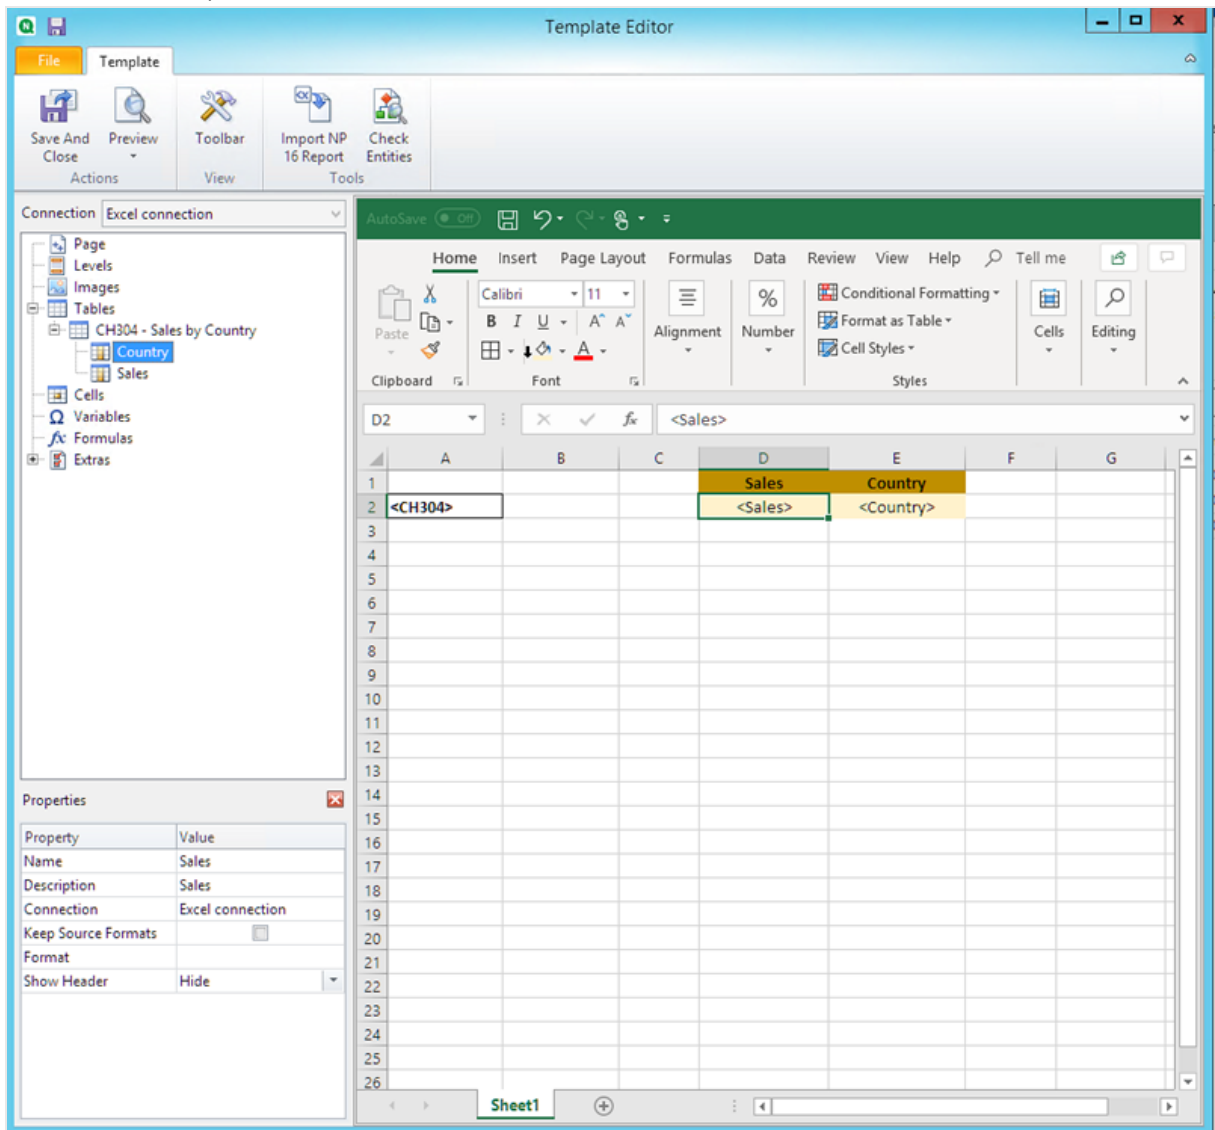 Template Editor
File Template
Save And Close
Preview
Toolbar
Import NP 16 Report
Check Entities
Actions View Tools
Connection Excel connection
Page
Levels
Images
Tables
CH304 - Sales by Country
Country
Sales
Cells
Ω Variables
fx Formulas
Extras
Properties
Property Value
Name Sales
Description Sales
Connection Excel connection
Keep Source Formats
Format
Show Header Hide
AutoSave Off
Home Insert Page Layout Formulas Data Review View Help Tell me
Paste
Calibri 11
B I U A A
A
Alignment
% Number
Conditional Formatting
Format as Table
Cell Styles
Cells
Editing
Clipboard Font Styles
D2 fx <Sales>
A B C D E F G
1 Sales Country
2 <CH304> <Sales> <Country>
3
4
5
6
7
8
9
10
11
12
13
14
15
16
17
18
19
20
21
22
23
24
25
26
Sheet1